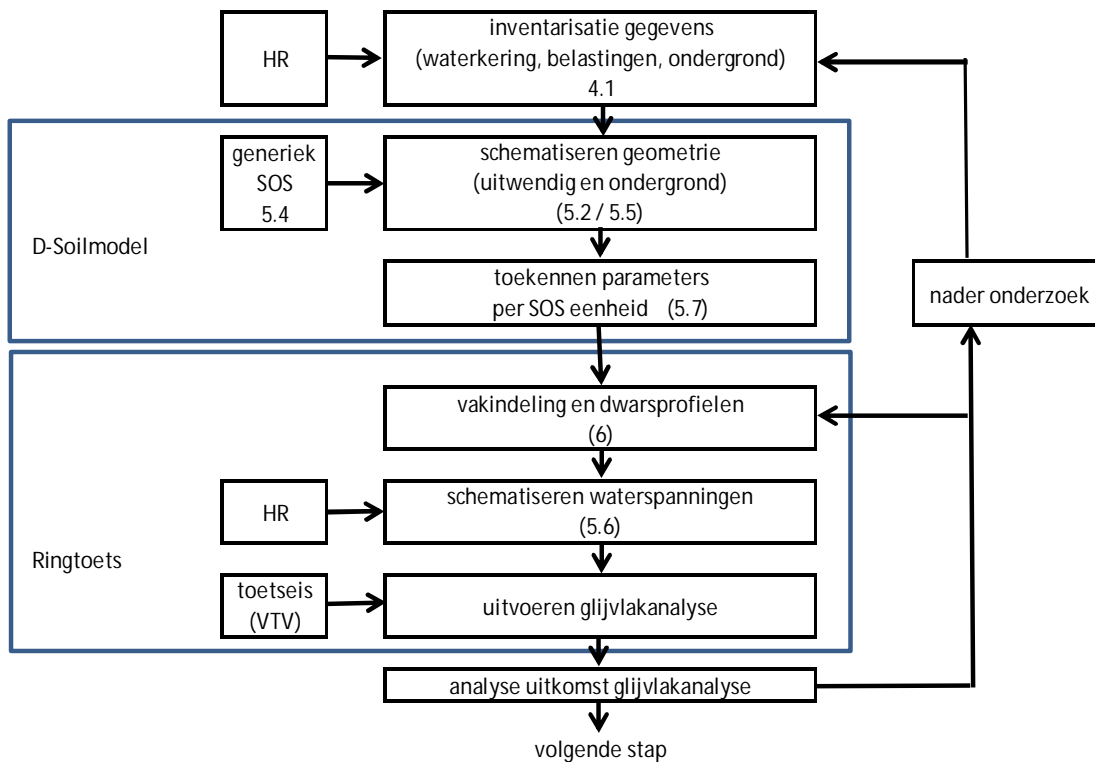 HR
inventarisatie gegevens
(waterkering, belastingen, ondergrond)
4.1
generiek
SOS
5.4
schematiseren geometrie
(uitwendig en ondergrond)
(5.2 / 5.5)
D-Soilmodel
toekennen parameters
per SOS eenheid (5.7)
nader onderzoek
vakindeling en dwarsprofielen
(6)
HR
schematiseren waterspanningen
(5.6)
Ringtoets
toetseis
(VTV)
uitvoeren glijvlakanalyse
analyse uitkomst glijvlakanalyse
volgende stap